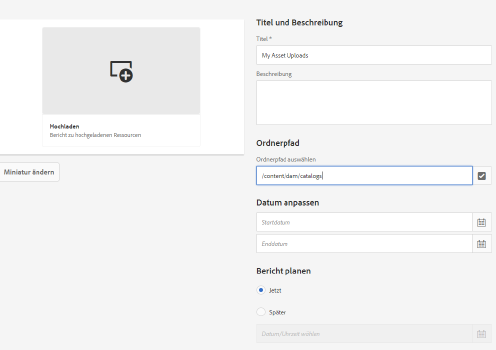 Hochladen
Bericht zu hochgeladenen Ressourcen
Miniatur ändern
Titel und Beschreibung
Titel *
My Asset Uploads
Beschreibung
Ordnerpfad
Ordnerpfad auswählen
/content/dam/catalogs
Datum anpassen
Startdatum
Enddatum
Bericht planen
Jetzt
Später
Datum/Uhrzeit-wähler